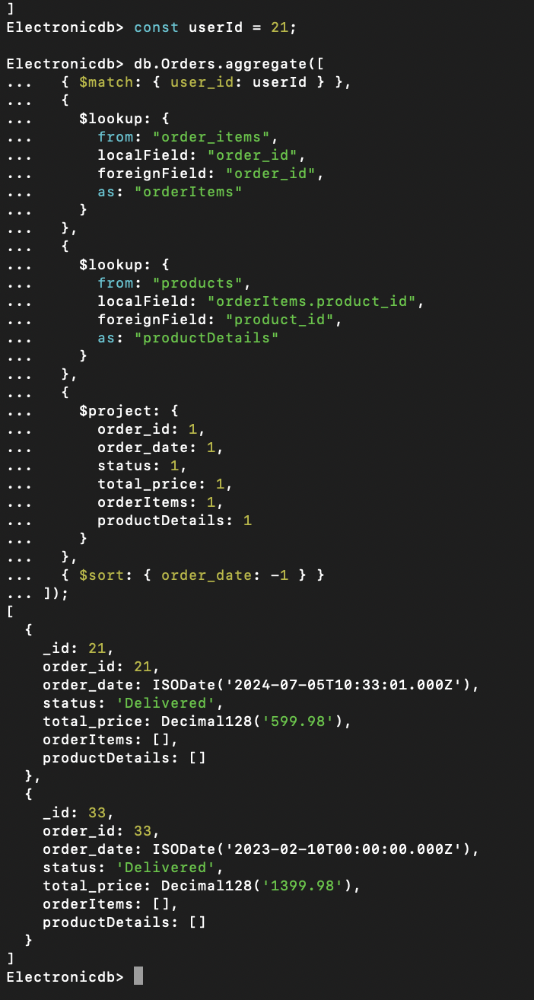 ]
Electronicdb> const userId = 21;
Electronicdb> db.Orders.aggregate([
...   { $match: { user_id: userId } },
...   {
...     $lookup: {
...       from: "order_items",
...       localField: "order_id",
...       foreignField: "order_id",
...       as: "orderItems"
...     }
...   },
...   {
...     $lookup: {
...       from: "products",
...       localField: "orderItems.product_id",
...       foreignField: "product_id",
...       as: "productDetails"
...     }
...   },
...   {
...     $project: {
...       order_id: 1,
...       order_date: 1,
...       status: 1,
...       total_price: 1,
...       orderItems: 1,
...       productDetails: 1
...     }
...   },
...   { $sort: { order_date: -1 } }
... ]);
[
  {
    _id: 21,
    order_id: 21,
    order_date: ISODate('2024-07-05T10:33:01.000Z'),
    status: 'Delivered',
    total_price: Decimal128('599.98'),
    orderItems: [],
    productDetails: []
  },
  {
    _id: 33,
    order_id: 33,
    order_date: ISODate('2023-02-10T00:00:00.000Z'),
    status: 'Delivered',
    total_price: Decimal128('1399.98'),
    orderItems: [],
    productDetails: []
  }
]
Electronicdb>